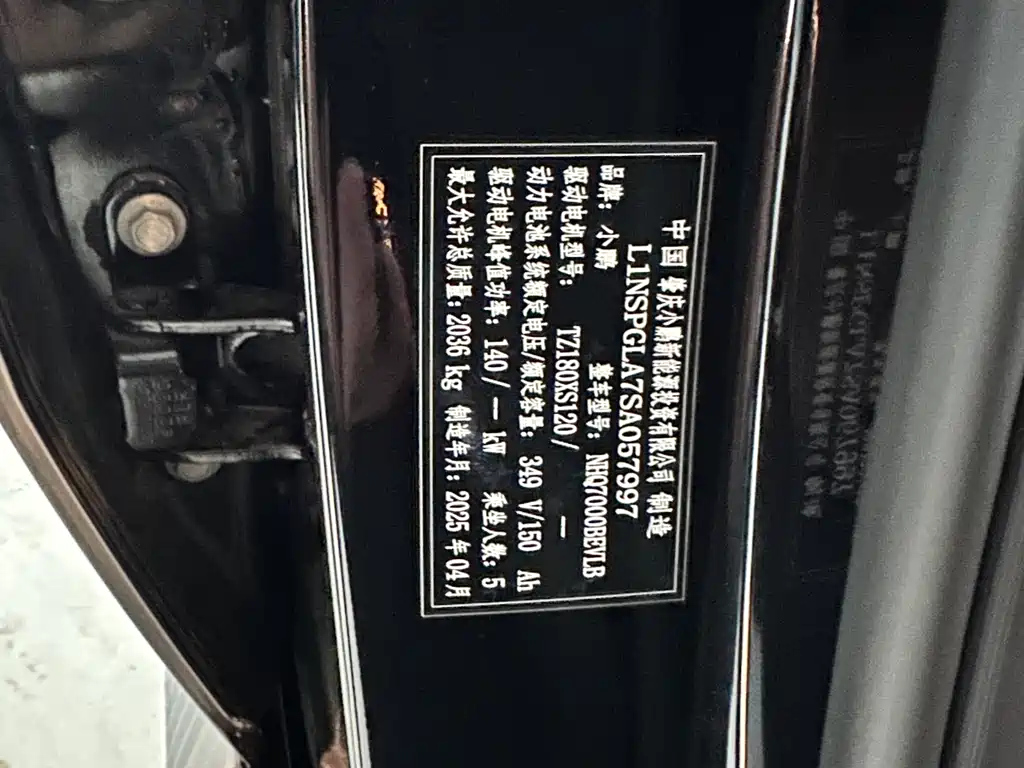 中国 肇庆小鹏新能源投资有限公司 制造
L1NSPGLA7SA057997
品牌: 小鹏 整车型号: NHQ7000BEVLB
驱动电机型号: TZ180XS120/ —
动力电池系统额定电压/额定容量: 349 V/150 Ah
驱动电机峰值功率: 140/ — kW 乘坐人数: 5
最大允许总质量: 2036 kg 制造年月: 2025 年 04 月